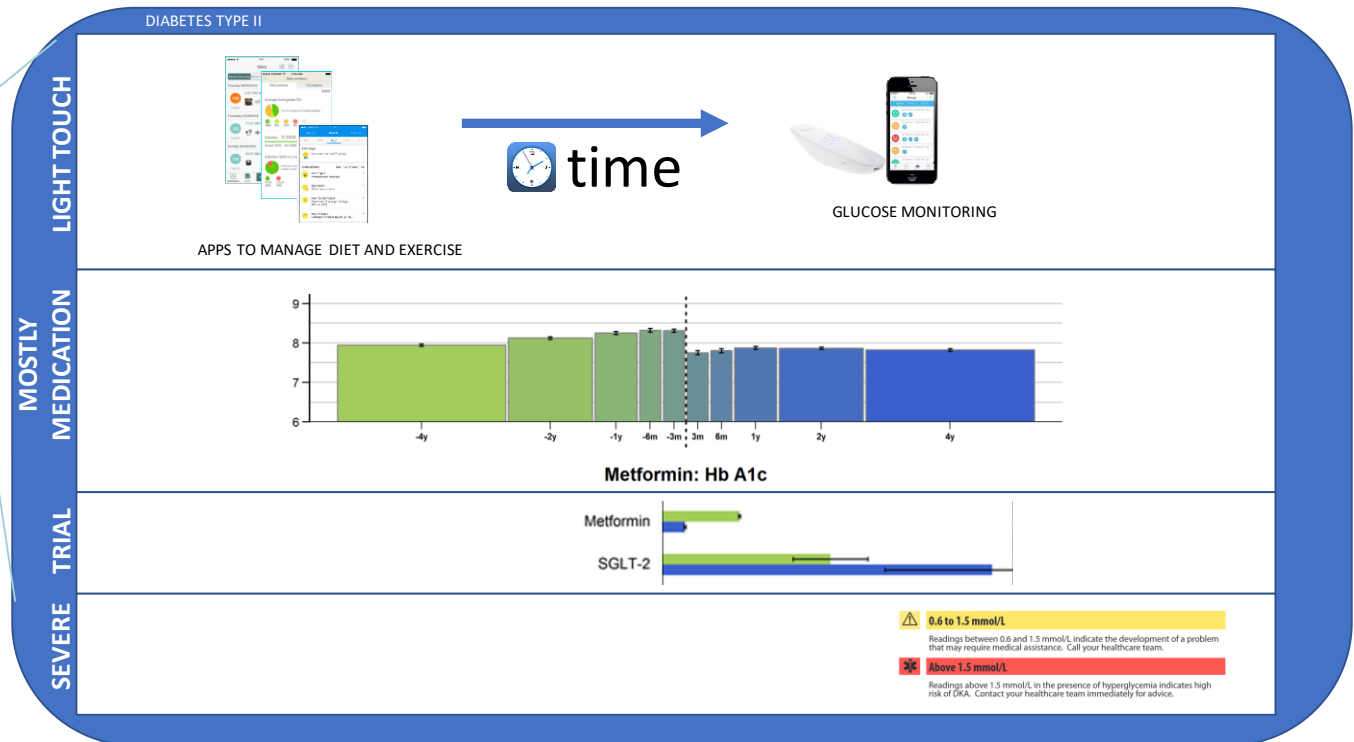 DIABETES TYPE II
LIGHT TOUCH
time
GLUCOSE MONITORING
APPS TO MANAGE DIET AND EXERCISE
MOSTLY
MEDICATION
9
8
7
6
-4y -2y -1y -6m -3m 3m 6m 1y 2y 4y
Metformin: Hb A1c
TRIAL
Metformin
SGLT-2
SEVERE
0.6 to 1.5 mmol/L
Readings between 0.6 and 1.5 mmol/L indicate the development of a problem
that may require medical assistance. Call your healthcare team.
Above 1.5 mmol/L
Readings above 1.5 mmol/L in the presence of hyperglycemia indicates high
risk of DKA. Contact your healthcare team immediately for advice.